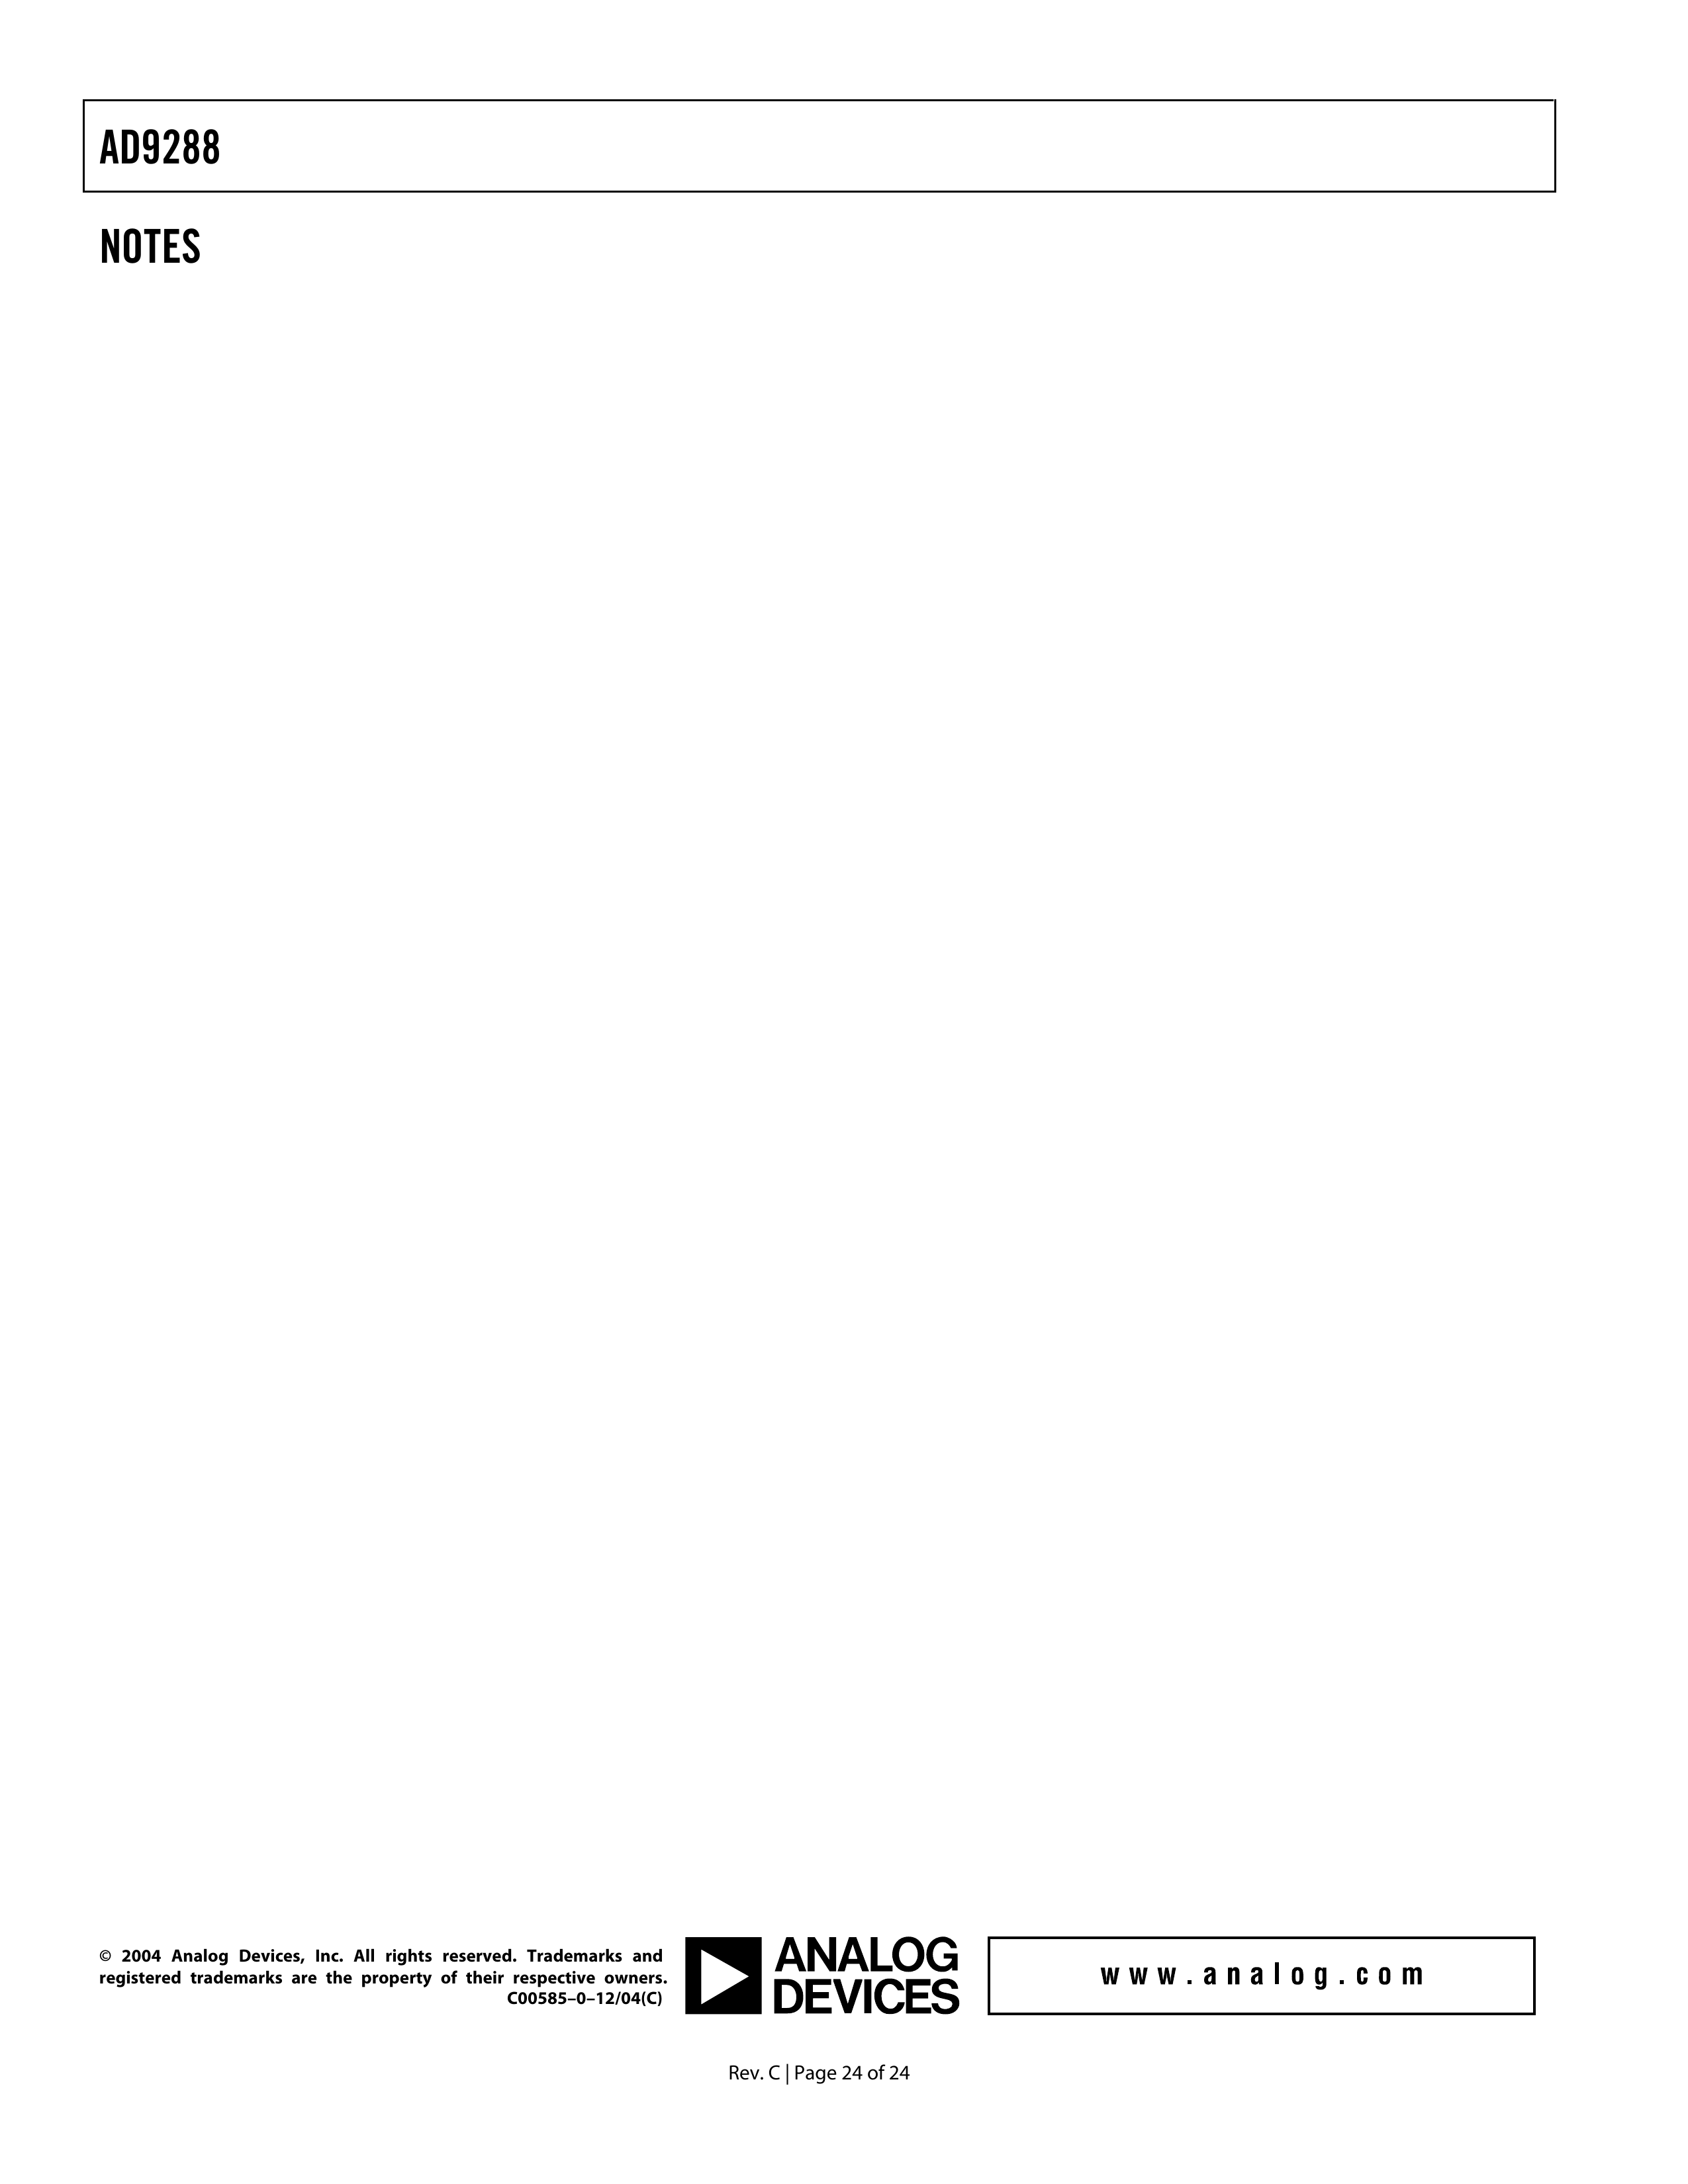 AD9288
NOTES
© 2004 Analog Devices, Inc. All rights reserved. Trademarks and
registered trademarks are the property of their respective owners.
C00585–0–12/04(C)
ANALOG
DEVICES
www.analog.com
Rev. C | Page 24 of 24